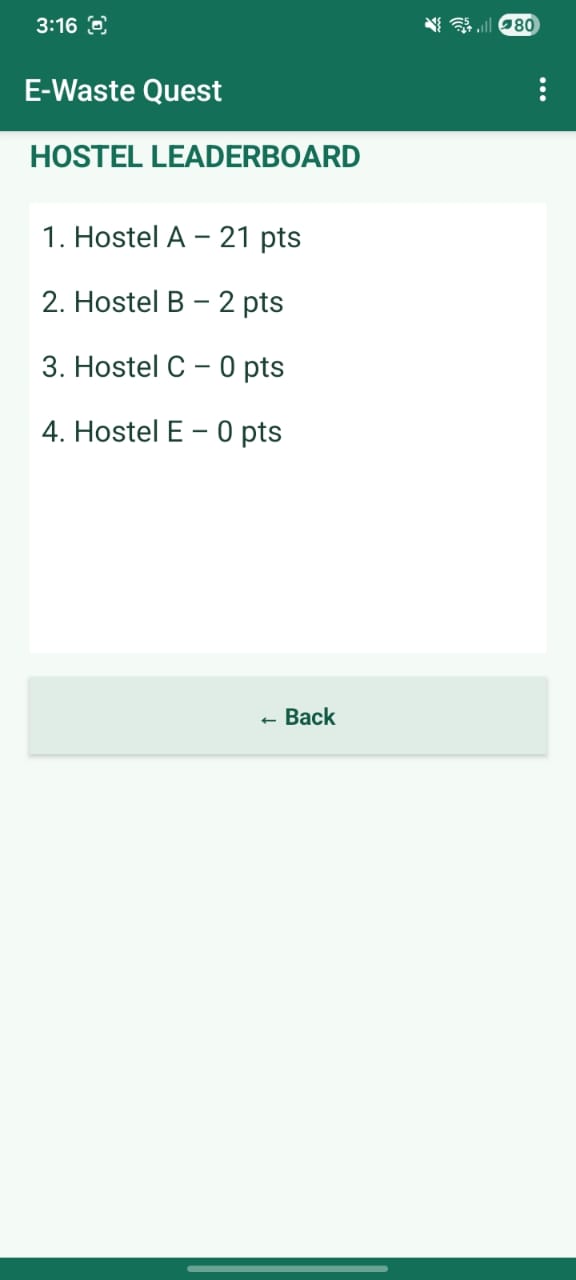 3:16
80
E-Waste Quest
HOSTEL LEADERBOARD
1. Hostel A – 21 pts
2. Hostel B – 2 pts
3. Hostel C – 0 pts
4. Hostel E – 0 pts
← Back